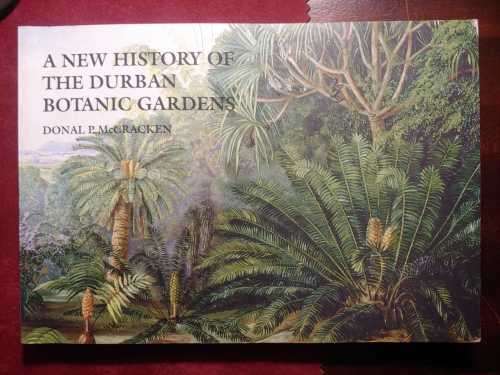 A NEW HISTORY OF
THE DURBAN
BOTANIC GARDENS
DONAL P. McCRACKEN